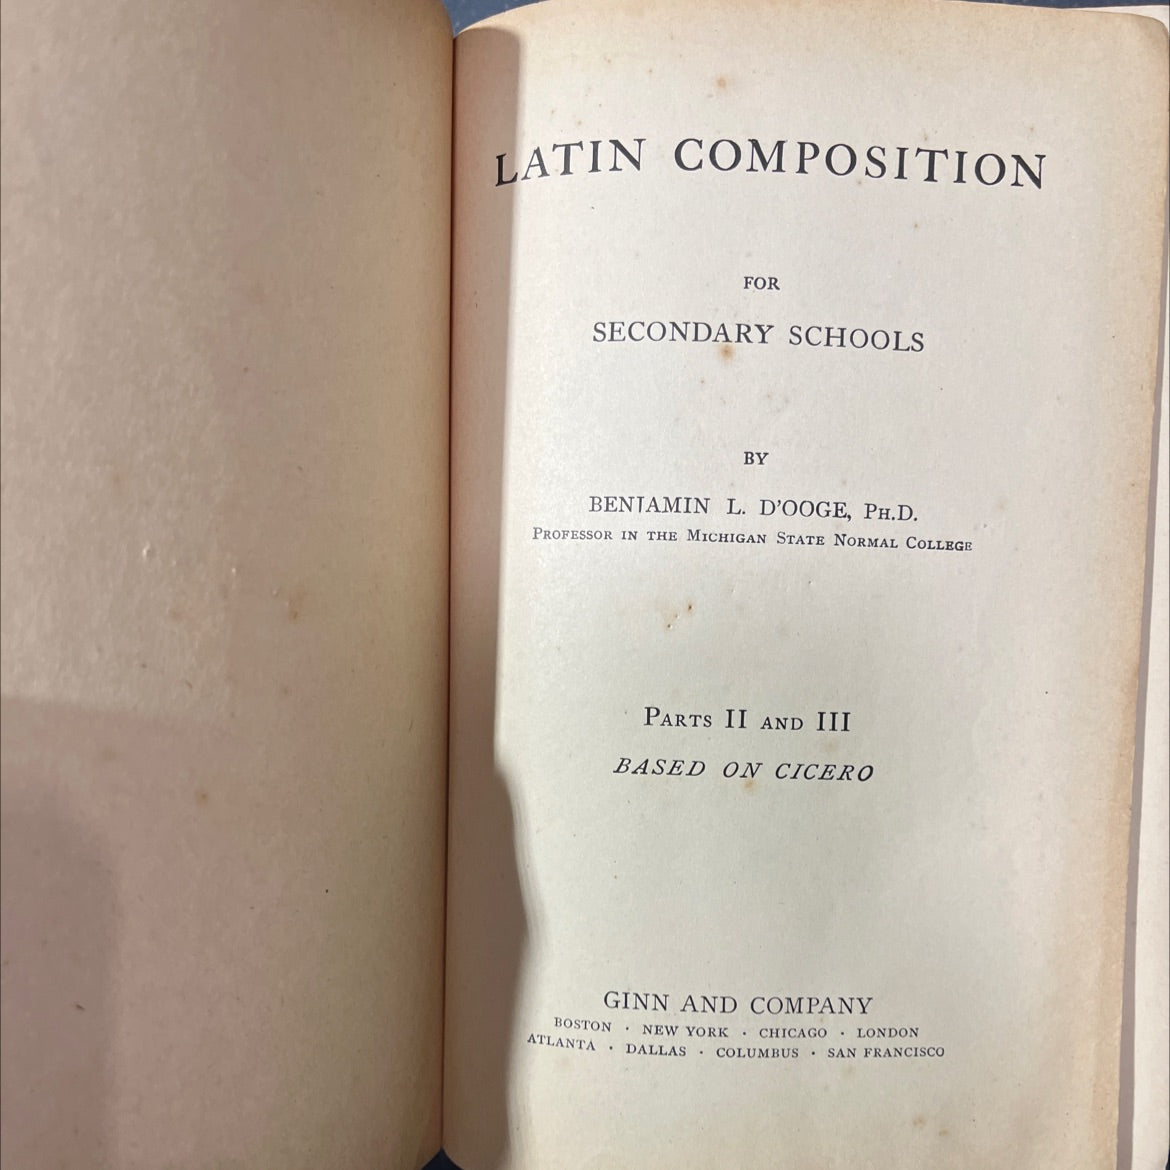 LATIN COMPOSITION
FOR
SECONDARY SCHOOLS
BY
BENJAMIN L. D'OOGE, PH.D.
PROFESSOR IN THE MICHIGAN STATE NORMAL COLLEGE
PARTS II AND III
BASED ON CICERO
GINN AND COMPANY
BOSTON · NEW YORK · CHICAGO · LONDON
ATLANTA · DALLAS · COLUMBUS · SAN FRANCISCO